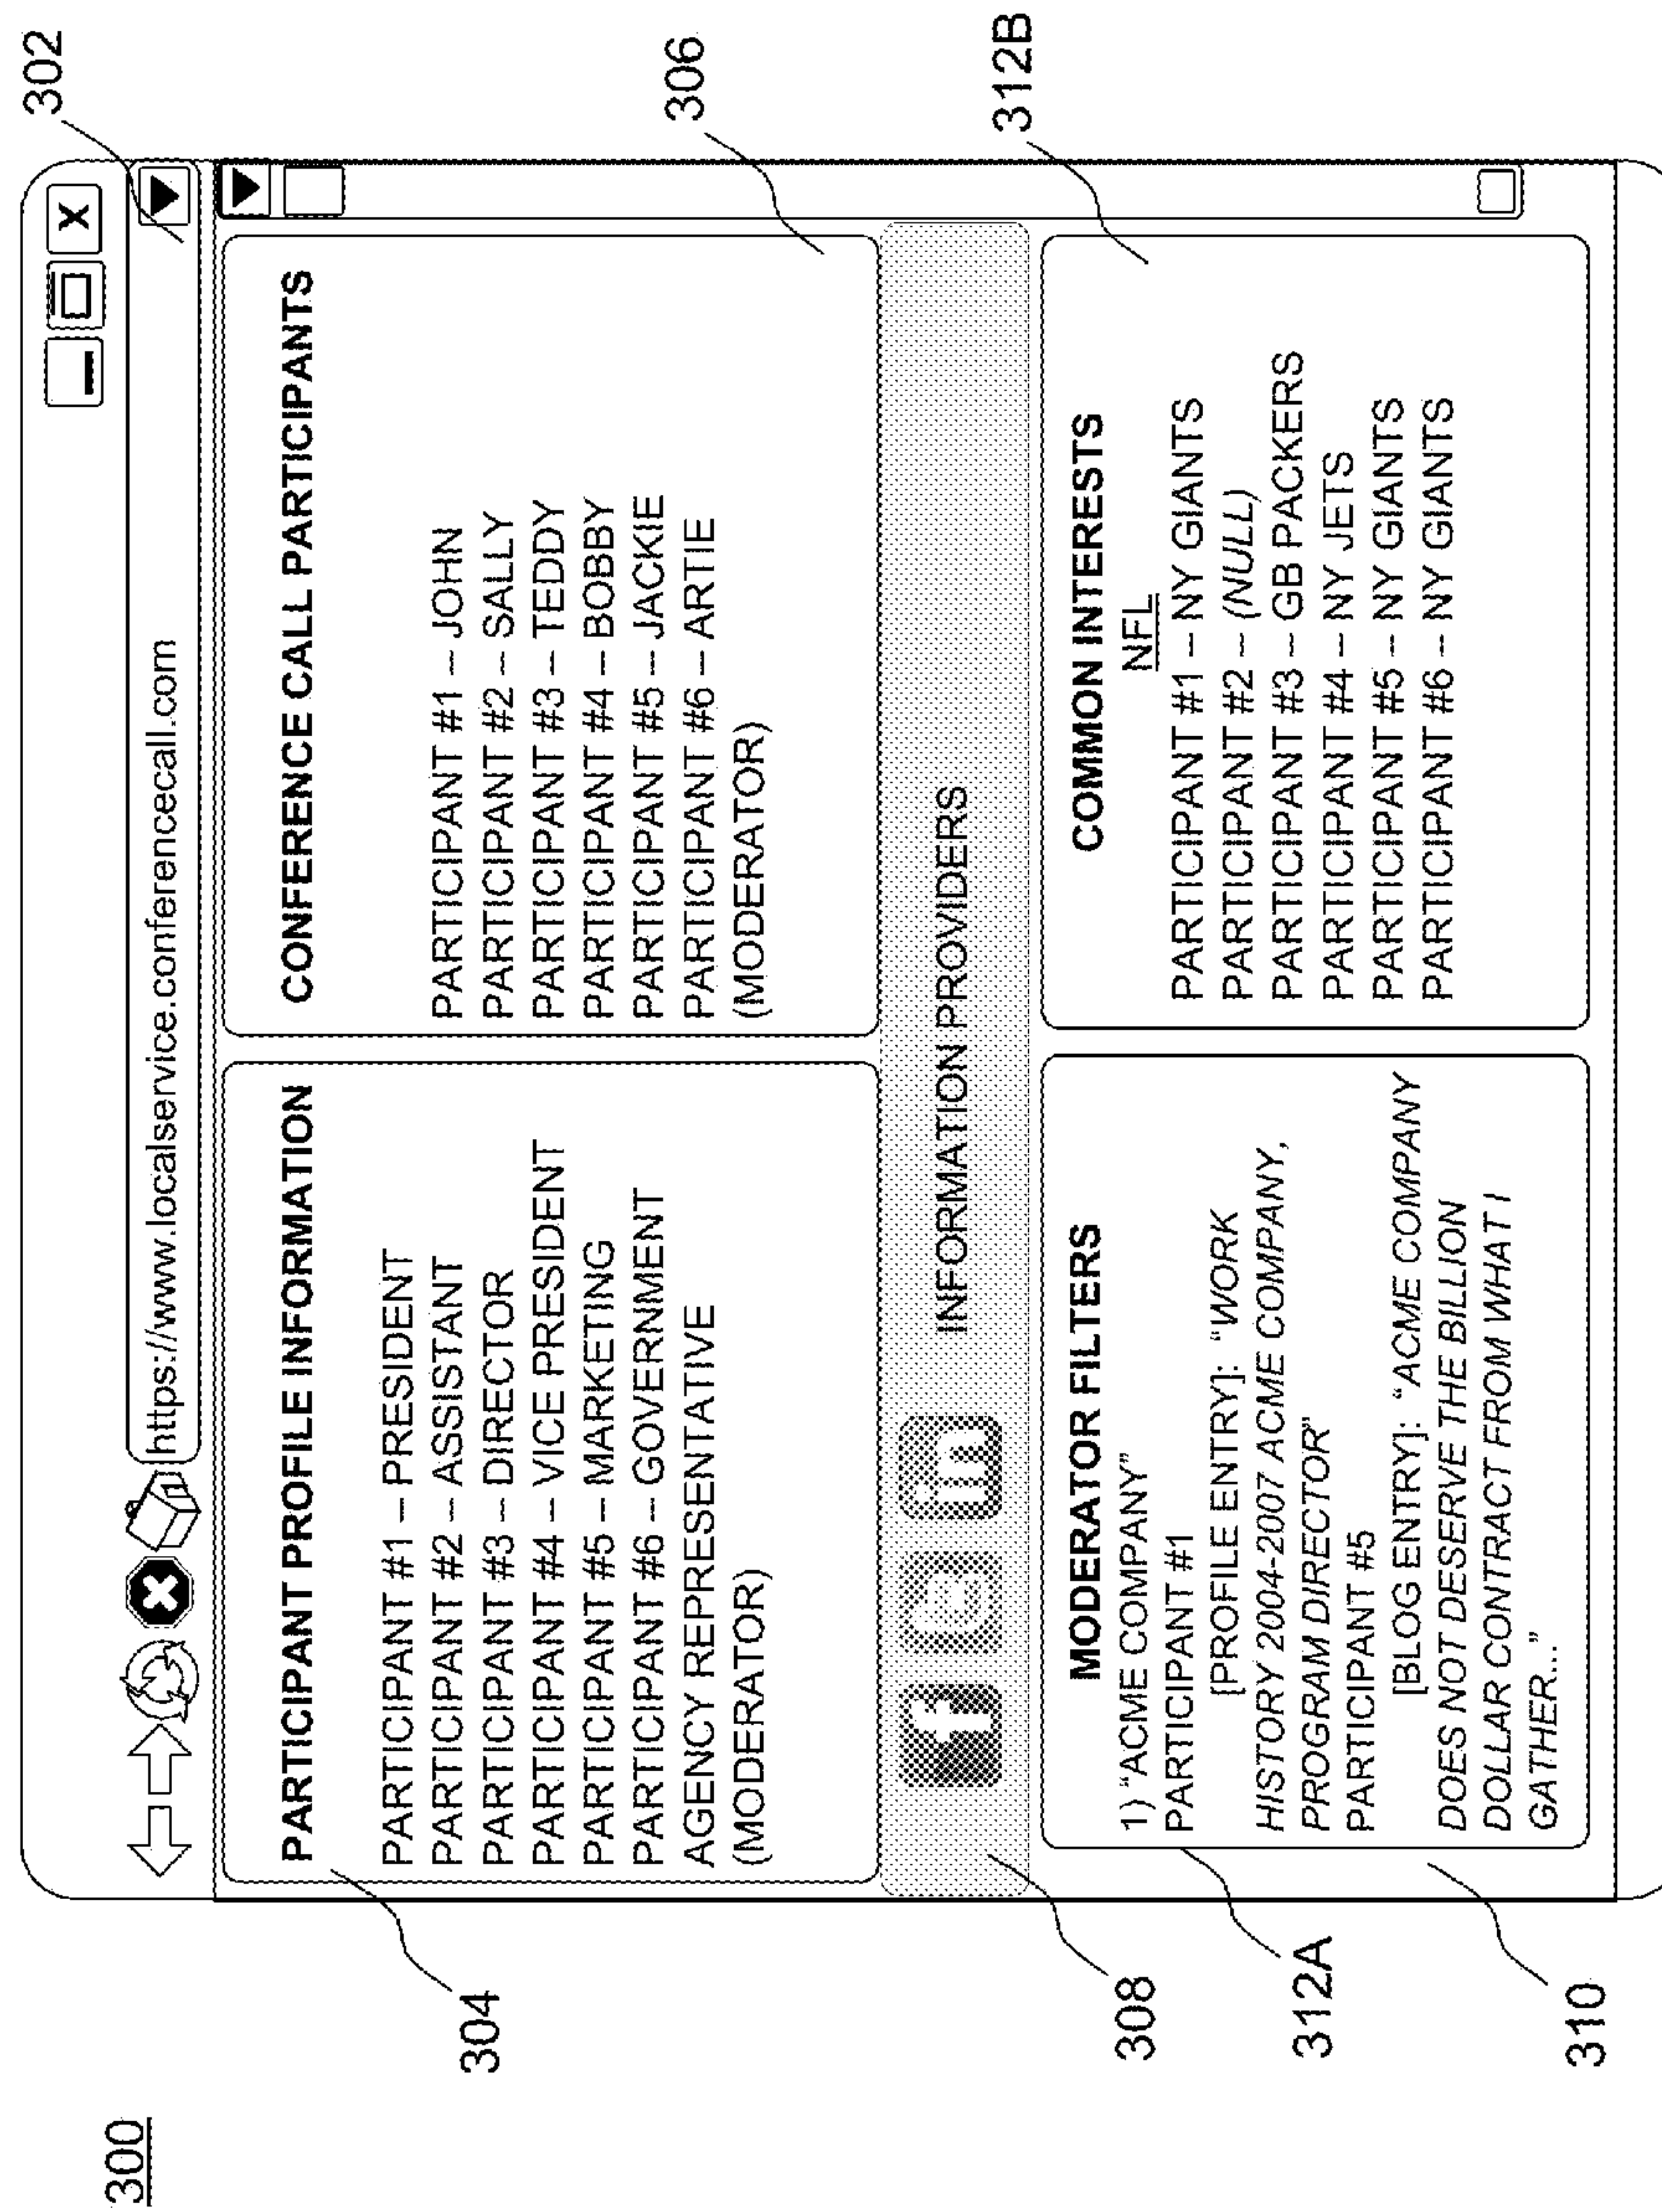 300
302
https://www.localservice.conferencecall.com
X
304
PARTICIPANT PROFILE INFORMATION
PARTICIPANT #1 -- PRESIDENT
PARTICIPANT #2 -- ASSISTANT
PARTICIPANT #3 -- DIRECTOR
PARTICIPANT #4 -- VICE PRESIDENT
PARTICIPANT #5 -- MARKETING
PARTICIPANT #6 -- GOVERNMENT
AGENCY REPRESENTATIVE
(MODERATOR)
CONFERENCE CALL PARTICIPANTS
PARTICIPANT #1 -- JOHN
PARTICIPANT #2 -- SALLY
PARTICIPANT #3 -- TEDDY
PARTICIPANT #4 -- BOBBY
PARTICIPANT #5 -- JACKIE
PARTICIPANT #6 -- ARTIE
(MODERATOR)
306
308
f in INFORMATION PROVIDERS
312A
MODERATOR FILTERS
1) "ACME COMPANY"
PARTICIPANT #1
[PROFILE ENTRY]: "WORK
HISTORY 2004-2007 ACME COMPANY,
PROGRAM DIRECTOR"
PARTICIPANT #5
[BLOG ENTRY]: "ACME COMPANY
DOES NOT DESERVE THE BILLION
DOLLAR CONTRACT FROM WHAT I
GATHER..."
312B
COMMON INTERESTS
NFL
PARTICIPANT #1 -- NY GIANTS
PARTICIPANT #2 -- (NULL)
PARTICIPANT #3 -- GB PACKERS
PARTICIPANT #4 -- NY JETS
PARTICIPANT #5 -- NY GIANTS
PARTICIPANT #6 -- NY GIANTS
310